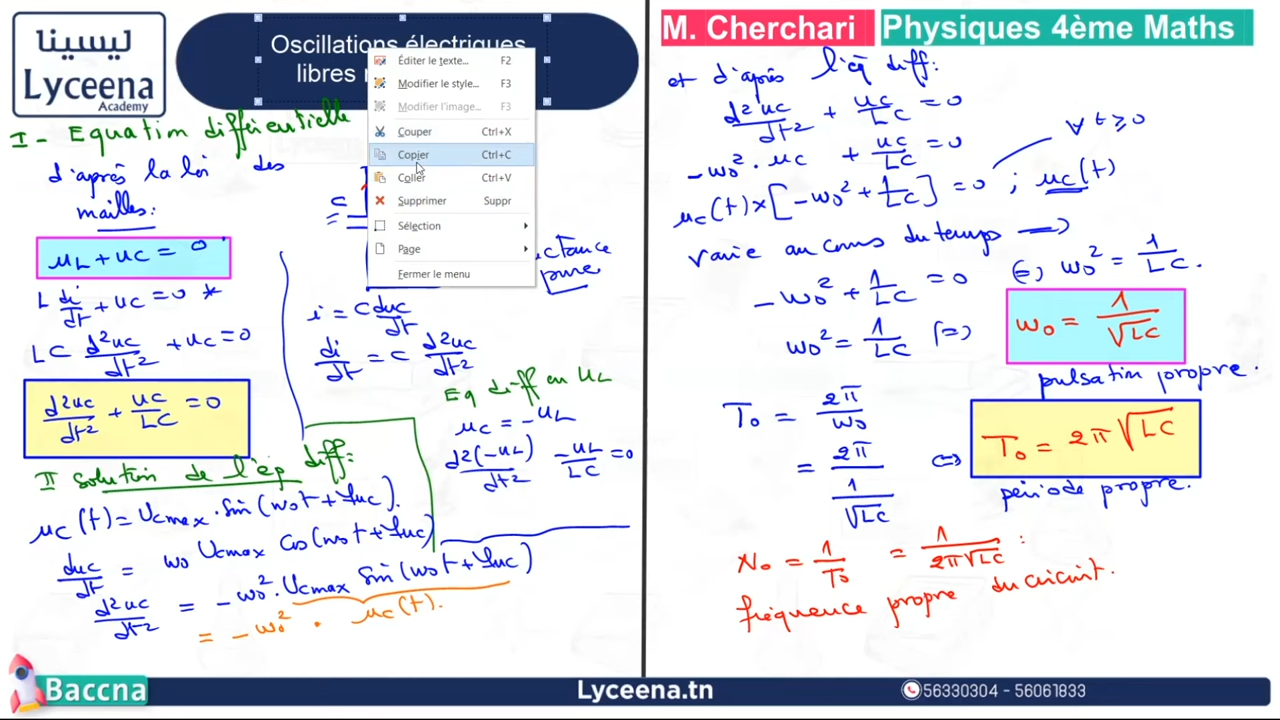 ليسينا
Lyceena
Academy
Oscillations électriques
libres
M. Cherchari Physiques 4ème Maths
Éditer le texte... F2
Modifier le style... F3
Modifier l'image... F3
Couper Ctrl+X
Copier Ctrl+C
Coller Ctrl+V
Supprimer Suppr
Sélection
Page
Fermer le menu
I- Equation différentielle
d'après la loi des
mailles:
uL + uc = 0
L di/dt + uc = 0 *
LC d²uc/dt² + uc = 0
d²uc/dt² + uc/LC = 0
C
pure
i = C duc/dt
di/dt = C d²uc/dt²
Eq diff en UL
uc = -uL
d²(-uL)/dt² -uL/LC = 0
II solution de l'éq diff:
uc(t) = Ucmax . sin(w0t + φuc).
duc/dt = w0 Ucmax cos(w0t + φuc)
d²uc/dt² = -w0² . Ucmax sin(w0t + φuc)
= -w0² . uc(t).
et d'après l'éq diff:
d²uc/dt² + uc/LC = 0
-w0² . uc + uc/LC = 0
∀ t ≥ 0
uc(t) x [-w0² + 1/LC] = 0 ; uc(t)
varie au cours du temps =>
-w0² + 1/LC = 0 (=) w0² = 1/LC.
w0² = 1/LC (=)
w0 = 1/√LC
pulsation propre.
T0 = 2π/w0
= 2π/(1/√LC) ⇔ T0 = 2π√LC
période propre.
N0 = 1/T0 = 1/2π√LC :
fréquence propre du circuit.
Baccna
Lyceena.tn
56330304 - 56061833